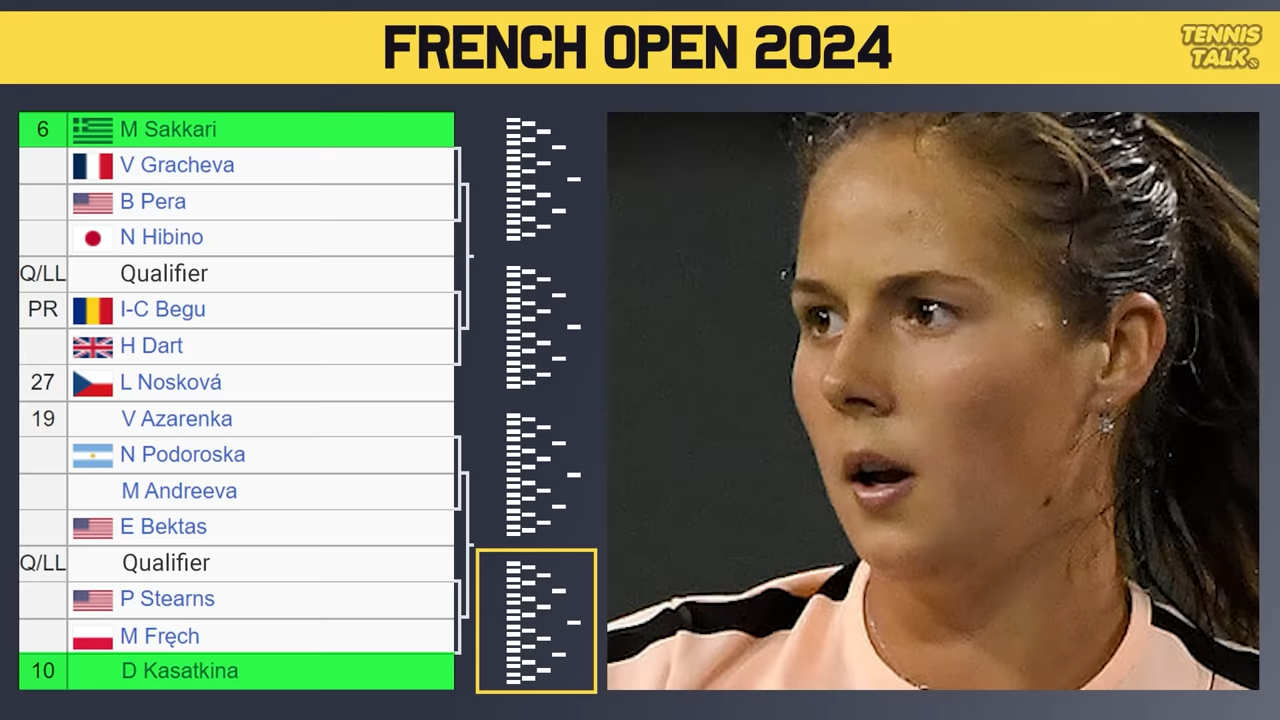 FRENCH OPEN 2024
TENNIS
TALK
6 M Sakkari
V Gracheva
B Pera
N Hibino
Q/LL Qualifier
PR I-C Begu
H Dart
27 L Nosková
19 V Azarenka
N Podoroska
M Andreeva
E Bektas
Q/LL Qualifier
P Stearns
M Fręch
10 D Kasatkina